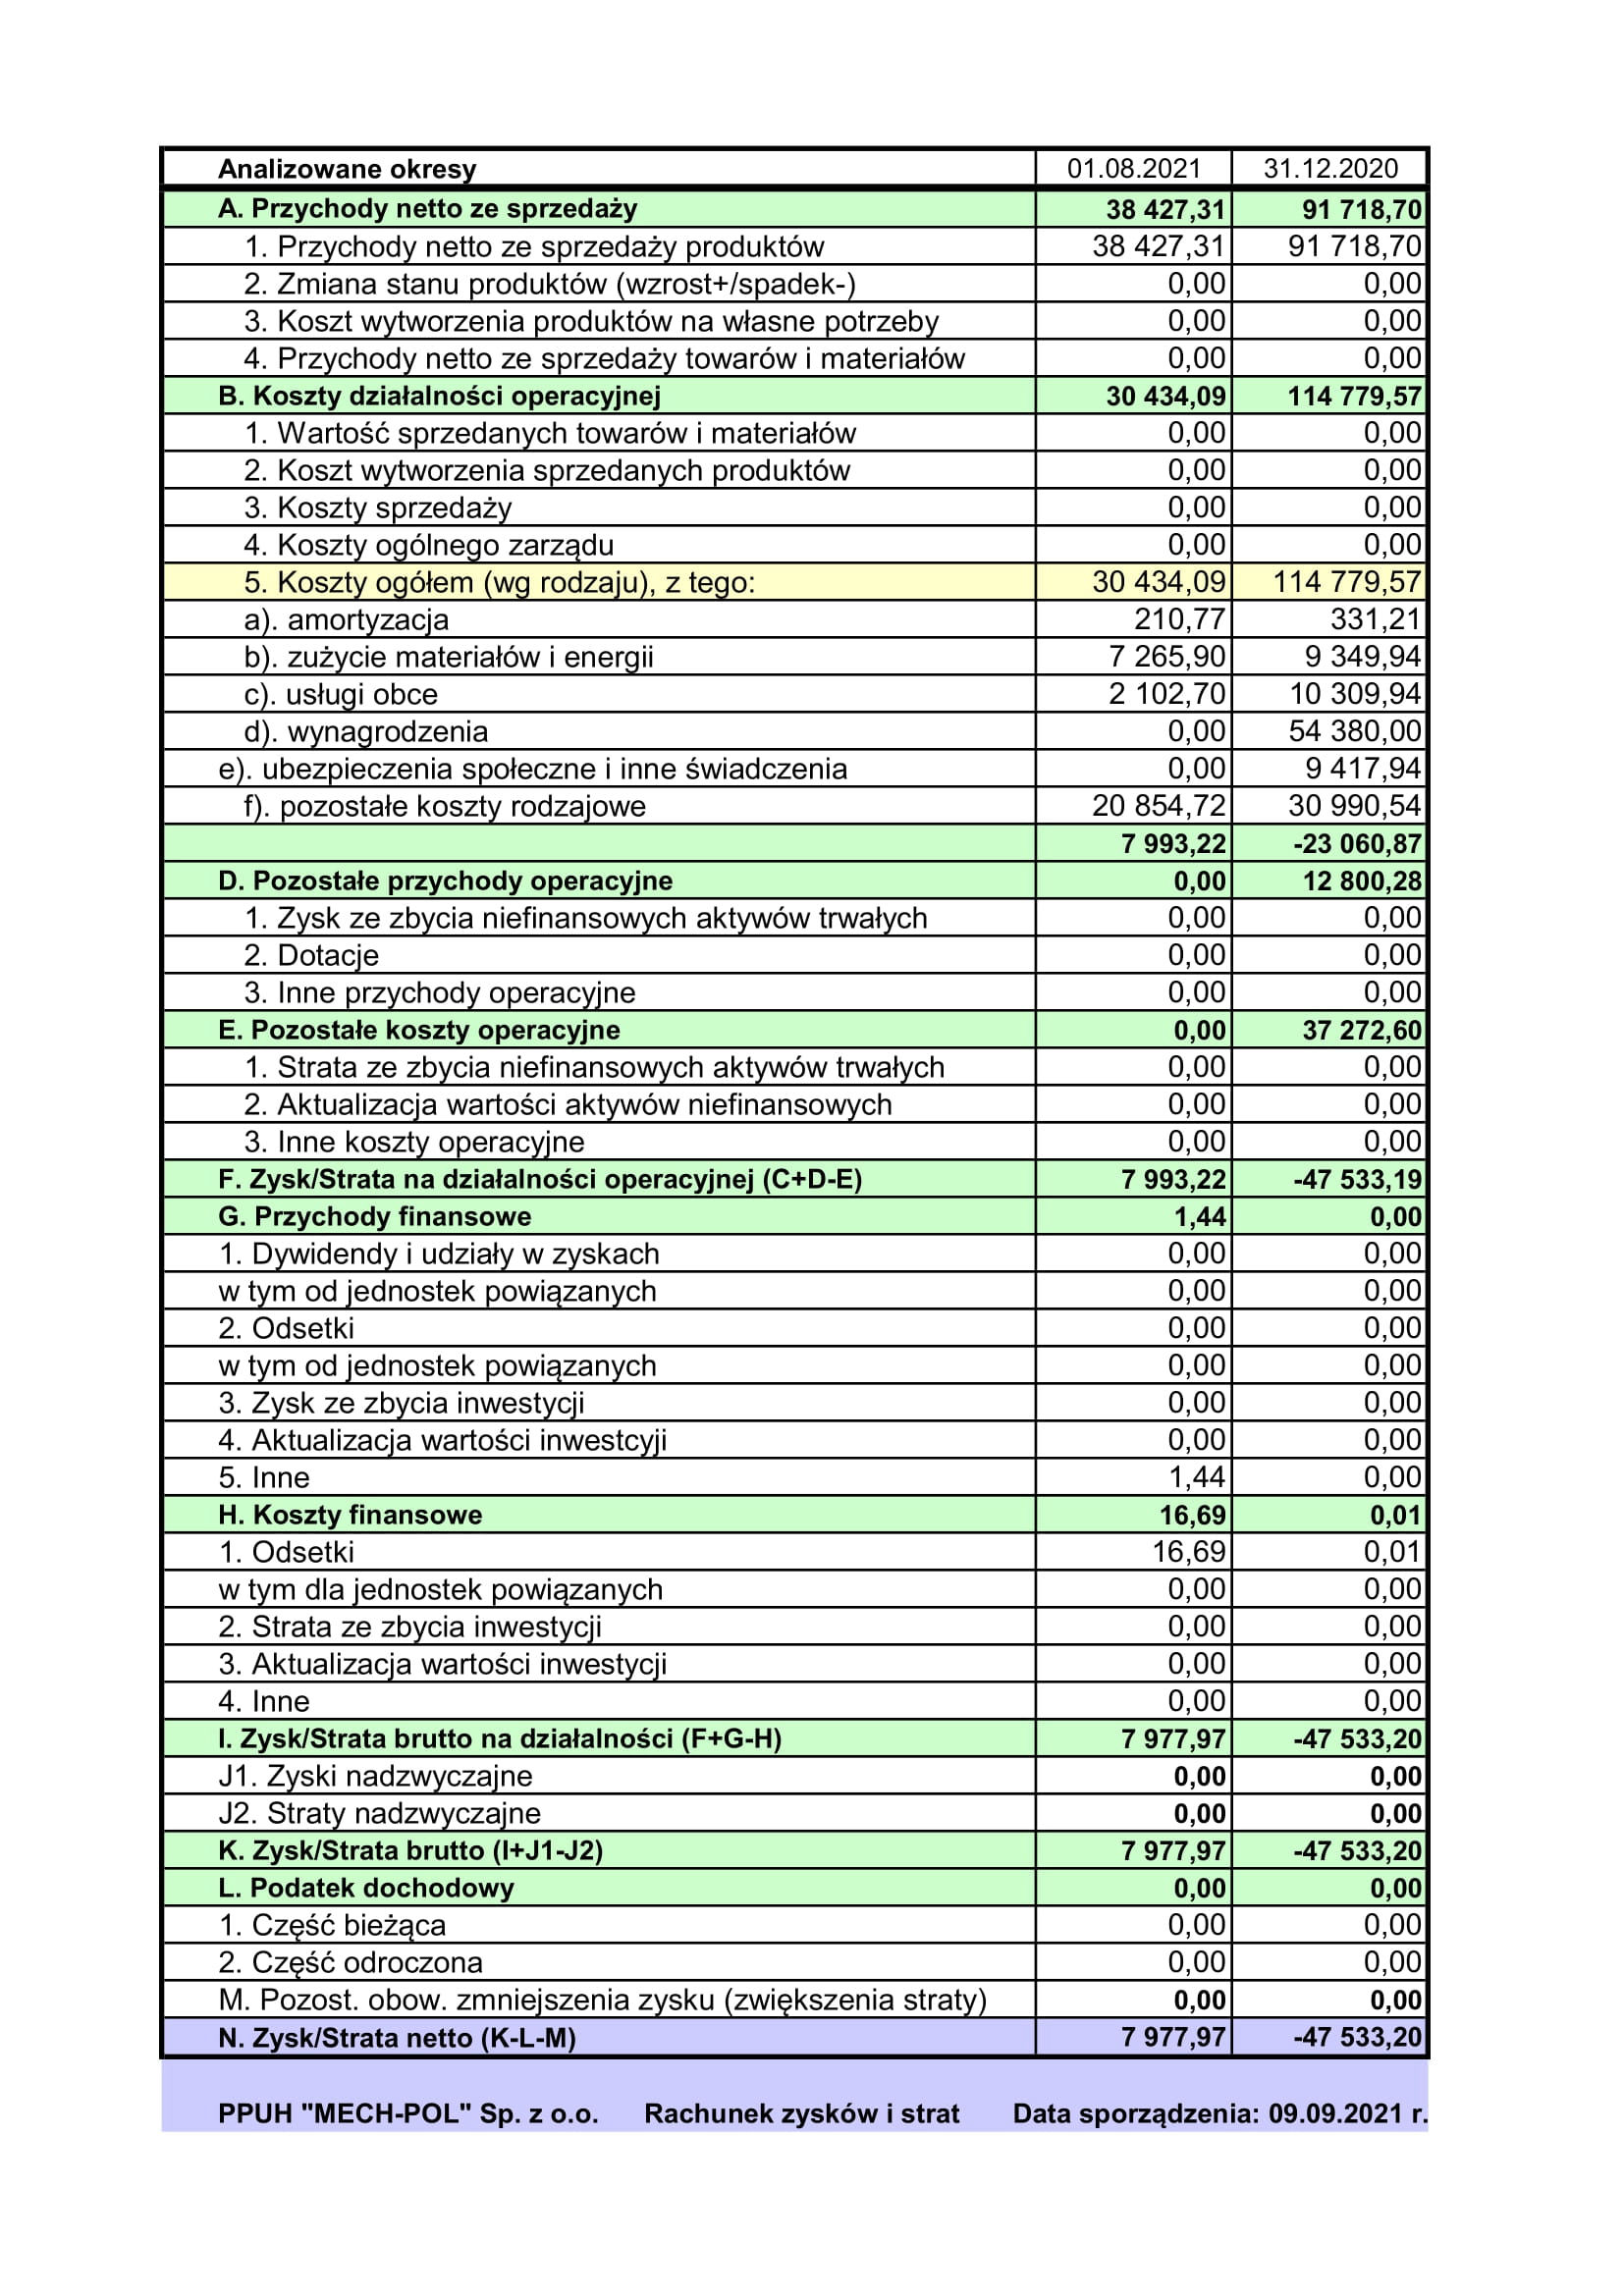 Analizowane okresy 01.08.2021 31.12.2020
A. Przychody netto ze sprzedaży 38 427,31 91 718,70
1. Przychody netto ze sprzedaży produktów 38 427,31 91 718,70
2. Zmiana stanu produktów (wzrost+/spadek-) 0,00 0,00
3. Koszt wytworzenia produktów na własne potrzeby 0,00 0,00
4. Przychody netto ze sprzedaży towarów i materiałów 0,00 0,00
B. Koszty działalności operacyjnej 30 434,09 114 779,57
1. Wartość sprzedanych towarów i materiałów 0,00 0,00
2. Koszt wytworzenia sprzedanych produktów 0,00 0,00
3. Koszty sprzedaży 0,00 0,00
4. Koszty ogólnego zarządu 0,00 0,00
5. Koszty ogółem (wg rodzaju), z tego: 30 434,09 114 779,57
a). amortyzacja 210,77 331,21
b). zużycie materiałów i energii 7 265,90 9 349,94
c). usługi obce 2 102,70 10 309,94
d). wynagrodzenia 0,00 54 380,00
e). ubezpieczenia społeczne i inne świadczenia 0,00 9 417,94
f). pozostałe koszty rodzajowe 20 854,72 30 990,54
7 993,22 -23 060,87
D. Pozostałe przychody operacyjne 0,00 12 800,28
1. Zysk ze zbycia niefinansowych aktywów trwałych 0,00 0,00
2. Dotacje 0,00 0,00
3. Inne przychody operacyjne 0,00 0,00
E. Pozostałe koszty operacyjne 0,00 37 272,60
1. Strata ze zbycia niefinansowych aktywów trwałych 0,00 0,00
2. Aktualizacja wartości aktywów niefinansowych 0,00 0,00
3. Inne koszty operacyjne 0,00 0,00
F. Zysk/Strata na działalności operacyjnej (C+D-E) 7 993,22 -47 533,19
G. Przychody finansowe 1,44 0,00
1. Dywidendy i udziały w zyskach 0,00 0,00
w tym od jednostek powiązanych 0,00 0,00
2. Odsetki 0,00 0,00
w tym od jednostek powiązanych 0,00 0,00
3. Zysk ze zbycia inwestycji 0,00 0,00
4. Aktualizacja wartości inwestcyji 0,00 0,00
5. Inne 1,44 0,00
H. Koszty finansowe 16,69 0,01
1. Odsetki 16,69 0,01
w tym dla jednostek powiązanych 0,00 0,00
2. Strata ze zbycia inwestycji 0,00 0,00
3. Aktualizacja wartości inwestycji 0,00 0,00
4. Inne 0,00 0,00
I. Zysk/Strata brutto na działalności (F+G-H) 7 977,97 -47 533,20
J1. Zyski nadzwyczajne 0,00 0,00
J2. Straty nadzwyczajne 0,00 0,00
K. Zysk/Strata brutto (I+J1-J2) 7 977,97 -47 533,20
L. Podatek dochodowy 0,00 0,00
1. Część bieżąca 0,00 0,00
2. Część odroczona 0,00 0,00
M. Pozost. obow. zmniejszenia zysku (zwiększenia straty) 0,00 0,00
N. Zysk/Strata netto (K-L-M) 7 977,97 -47 533,20
PPUH "MECH-POL" Sp. z o.o. Rachunek zysków i strat Data sporządzenia: 09.09.2021 r.